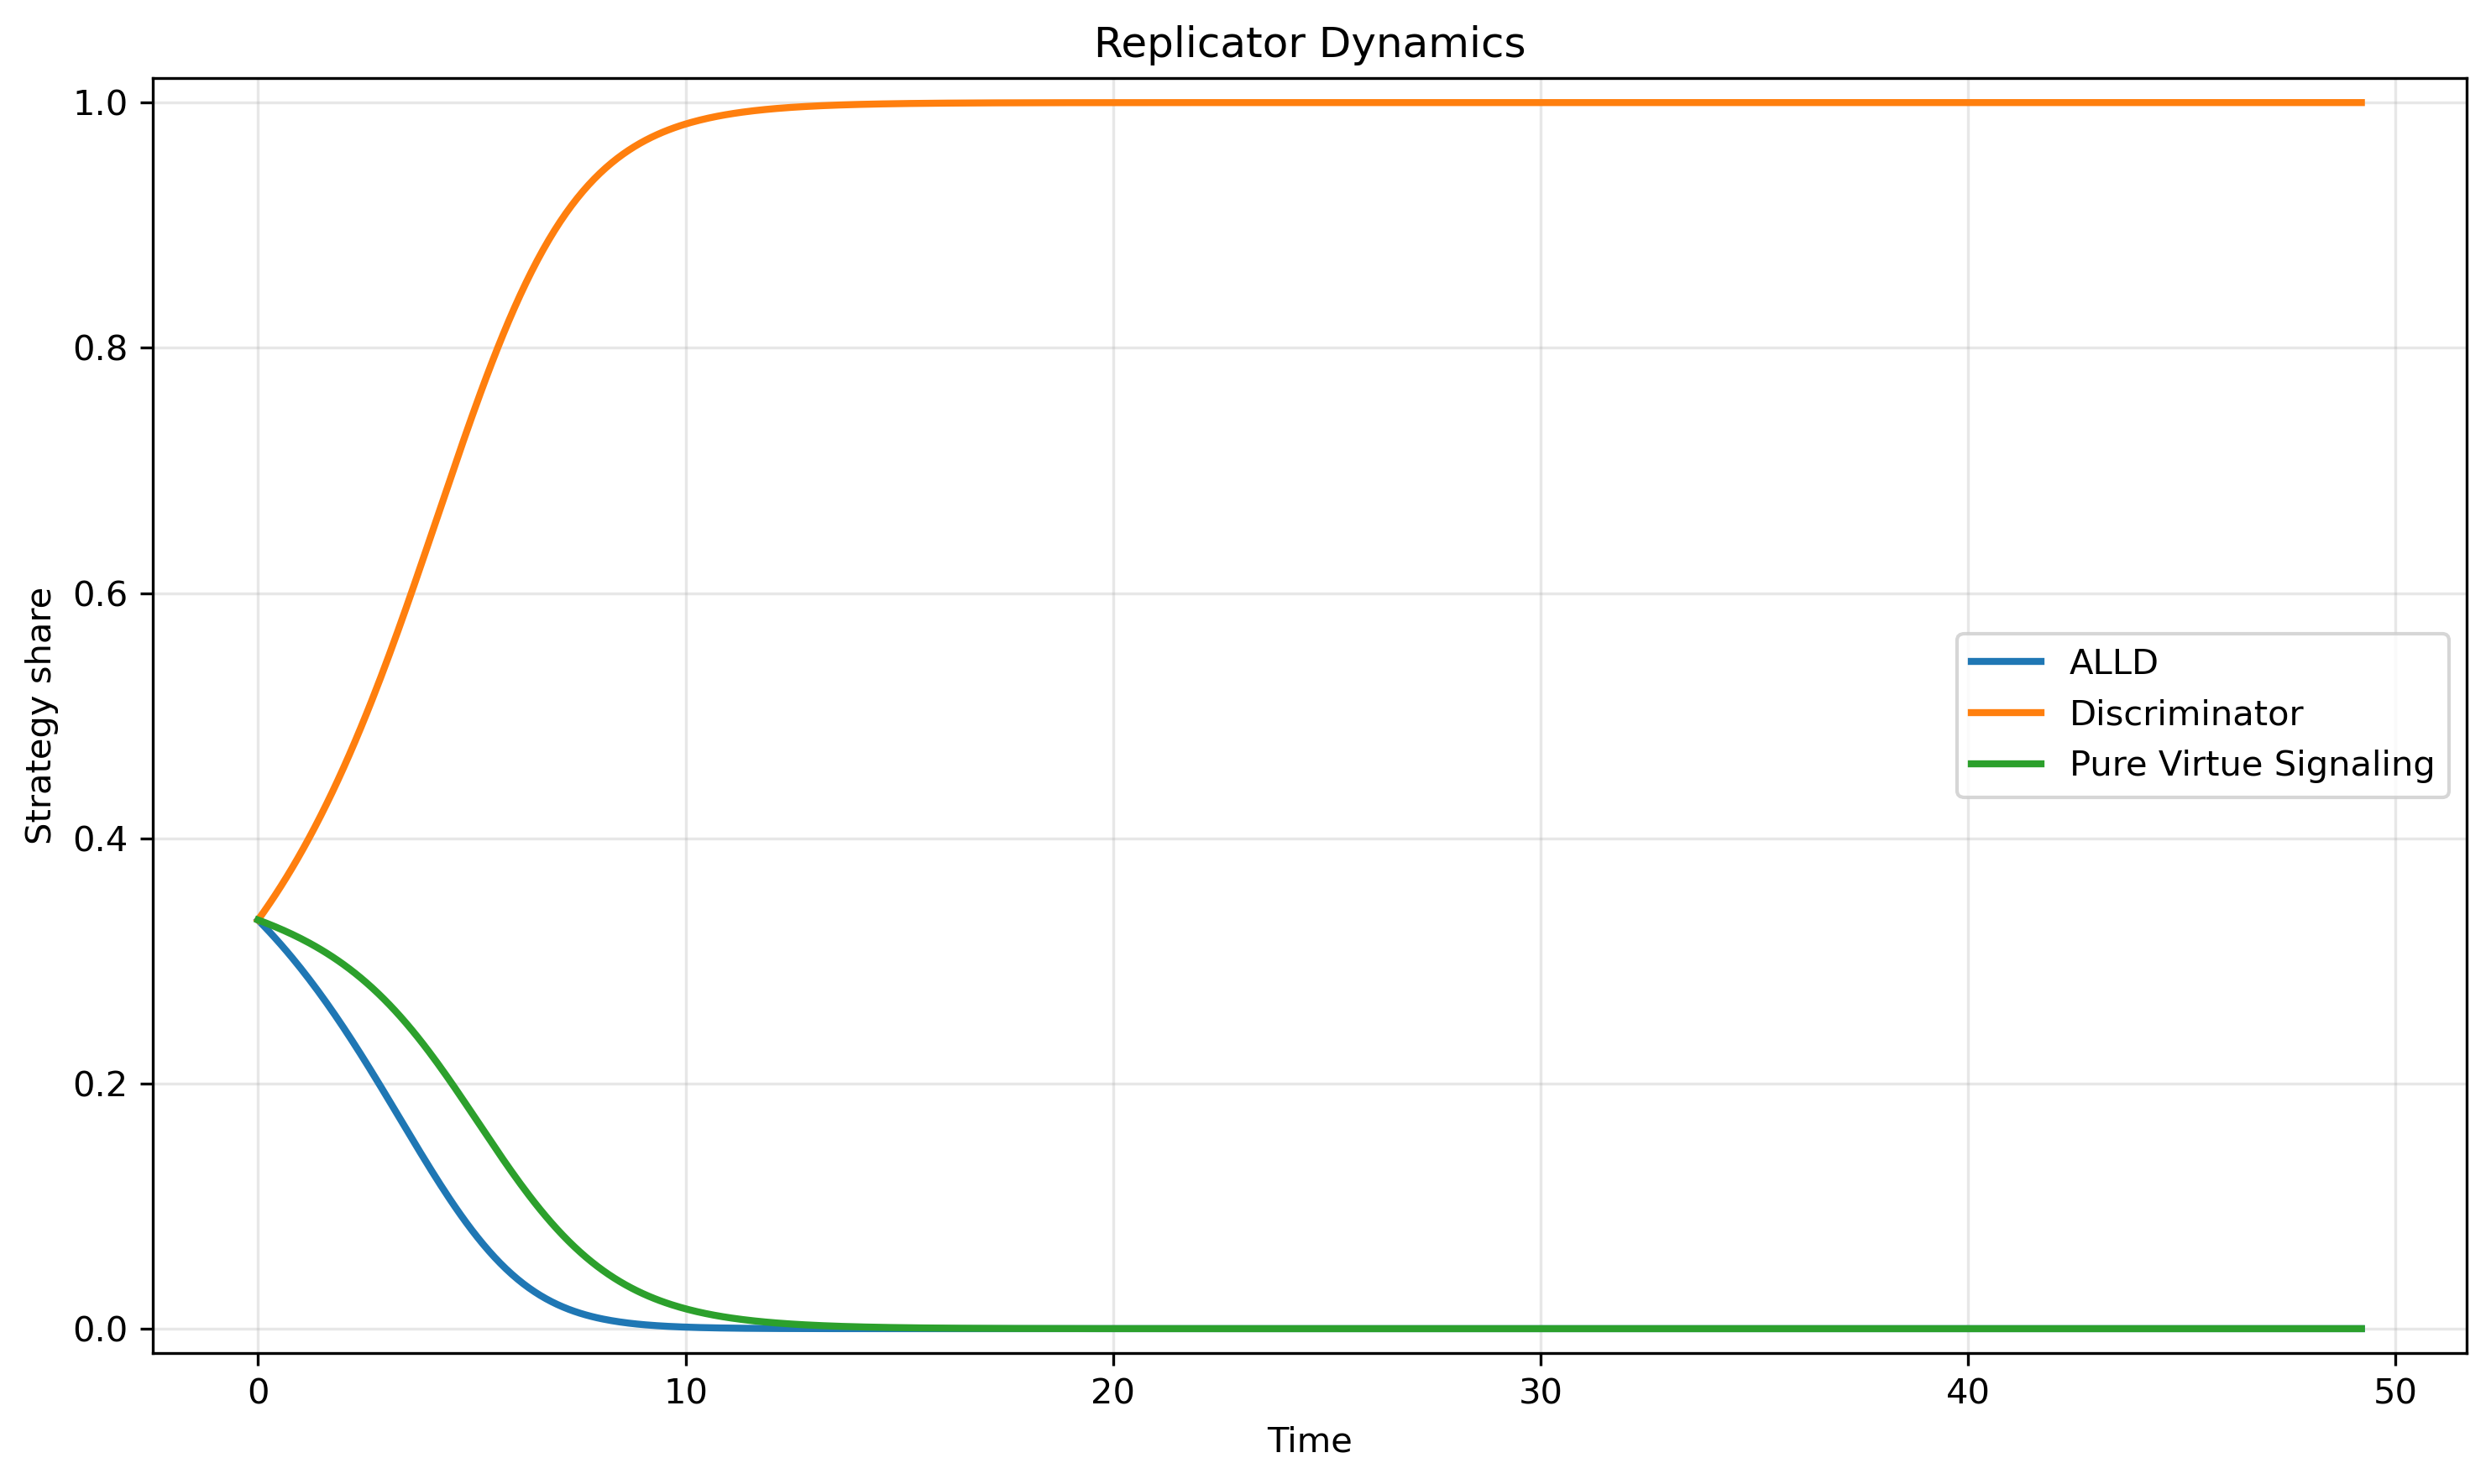 Replicator Dynamics
1.0
0.8
0.6
0.4
0.2
0.0
Strategy share
ALLD
Discriminator
Pure Virtue Signaling
0 10 20 30 40 50
Time